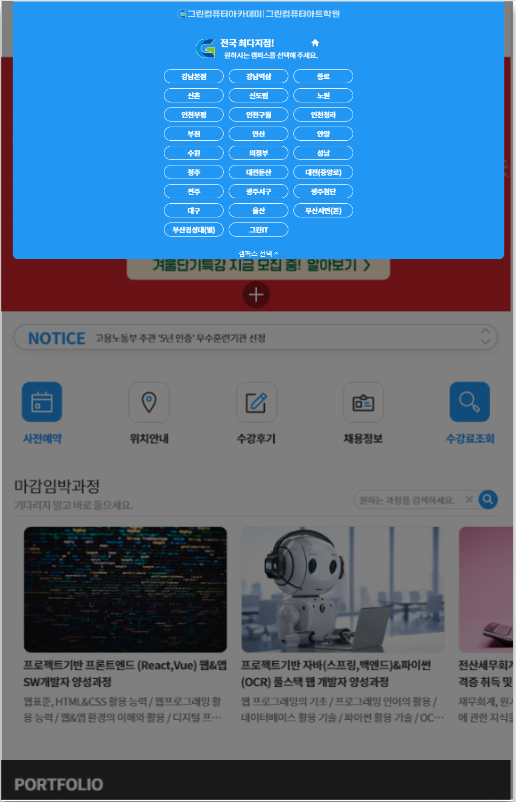 그린컴퓨터아카데미|그린컴퓨터아트학원
전국 최다지점!
원하시는 캠퍼스를 선택해 주세요.
강남본점 강남역삼 종로
신촌 신도림 노원
인천부평 인천구월 인천청라
부천 안산 안양
수원 의정부 성남
청주 대전둔산 대전(중앙로)
전주 광주서구 광주첨단
대구 울산 부산서면(본)
부산경성대(별) 그린IT
캠퍼스 선택 ^
겨울단기특강 지금 모집 중! 알아보기 >
NOTICE 고용노동부 주관 '5년 인증' 우수훈련기관 선정
사전예약 위치안내 수강후기 채용정보 수강료조회
마감임박과정
기다리지 말고 바로 들으세요.
원하는 과정을 검색하세요.
프로젝트기반 프론트엔드 (React,Vue) 웹&앱
SW개발자 양성과정
웹표준, HTML&CSS 활용 능력 / 웹프로그래밍 활
용 능력 / 웹&앱 환경의 이해와 활용 / 디지털 프…
프로젝트기반 자바(스프링,백엔드)&파이썬
(OCR) 풀스택 웹 개발자 양성과정
웹 프로그래밍의 기초 / 프로그래밍 언어의 활용 /
데이터베이스 활용 기술 / 파이썬 활용 기술 / OC…
전산세무회계
격증 취득 및
재무회계, 원가
에 관한 지식을
PORTFOLIO